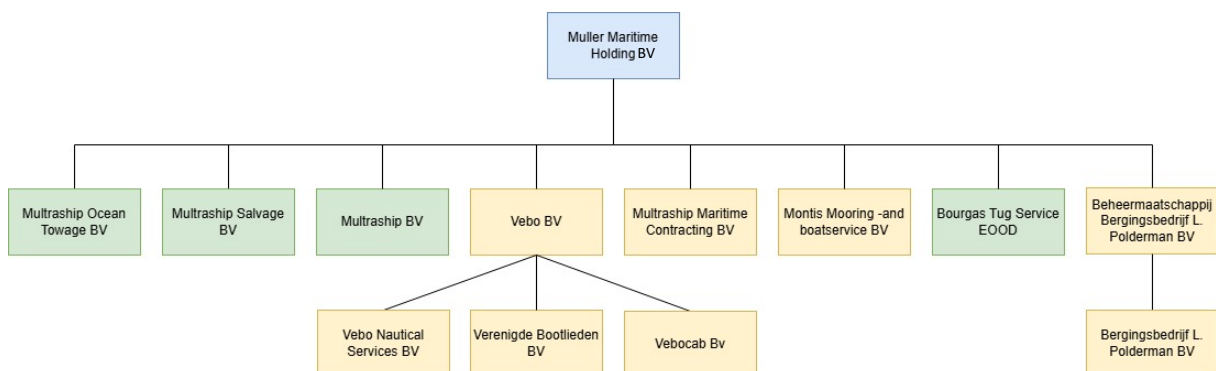 Muller Maritime
Holding BV
Multraship Ocean
Towage BV
Multraship Salvage
BV
Multraship BV
Vebo BV
Multraship Maritime
Contracting BV
Montis Mooring -and
boatservice BV
Bourgas Tug Service
EOOD
Beheermaatschappij
Bergingsbedrijf L.
Polderman BV
Vebo Nautical
Services BV
Verenigde Bootlieden
BV
Vebocab Bv
Bergingsbedrijf L.
Polderman BV